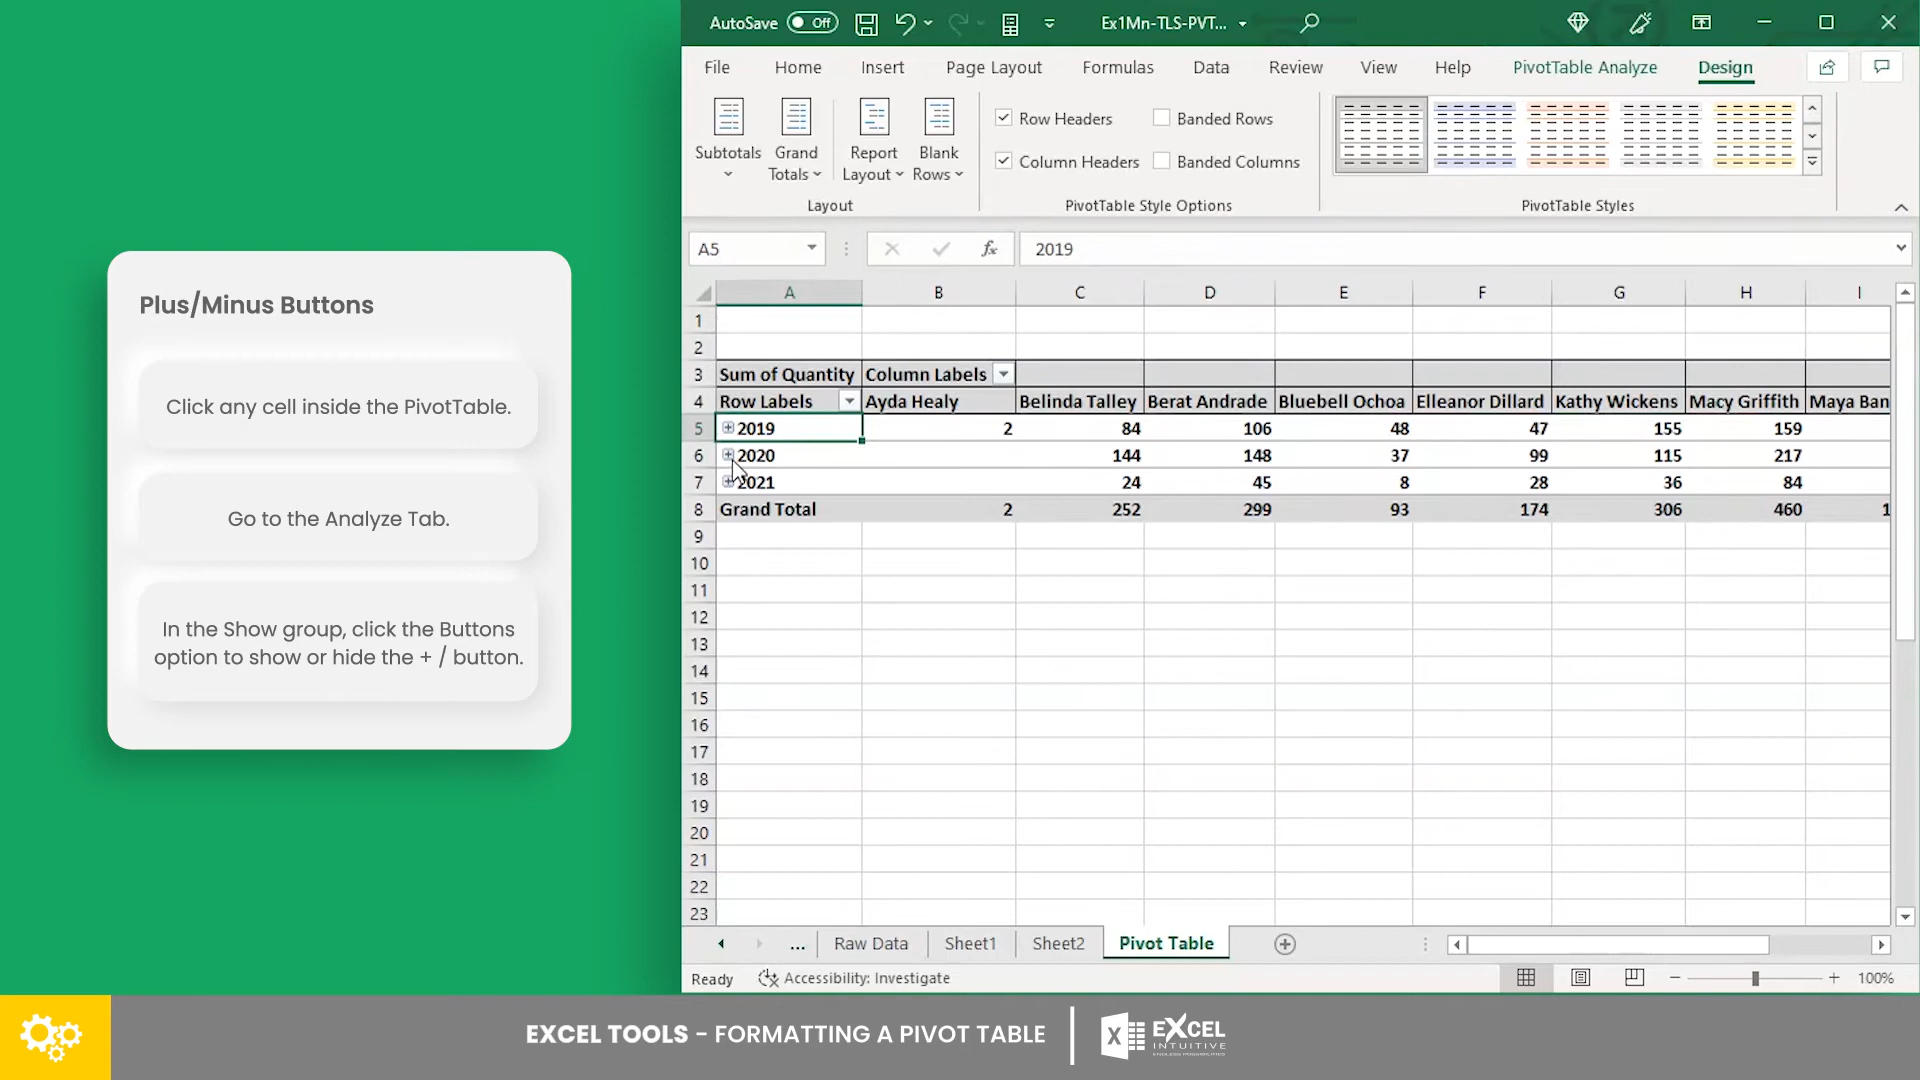 AutoSave Off Ex1Mn-TLS-PVT...
File Home Insert Page Layout Formulas Data Review View Help PivotTable Analyze Design
Subtotals Grand Totals Report Layout Blank Rows
Row Headers Banded Rows
Column Headers Banded Columns
Layout PivotTable Style Options PivotTable Styles
A5 fx 2019
Plus/Minus Buttons
Click any cell inside the PivotTable.
Go to the Analyze Tab.
In the Show group, click the Buttons
option to show or hide the + / button.
A B C D E F G H I
1
2
3 Sum of Quantity Column Labels
4 Row Labels Ayda Healy Belinda Talley Berat Andrade Bluebell Ochoa Elleanor Dillard Kathy Wickens Macy Griffith Maya Ban
5 2019 2 84 106 48 47 155 159
6 2020 144 148 37 99 115 217
7 2021 24 45 8 28 36 84
8 Grand Total 2 252 299 93 174 306 460 1
9
10
11
12
13
14
15
16
17
18
19
20
21
22
23
... Raw Data Sheet1 Sheet2 Pivot Table
Ready Accessibility: Investigate 100%
EXCEL TOOLS - FORMATTING A PIVOT TABLE
X EXCEL
INTUITIVE
ENDLESS POSSIBILITIES